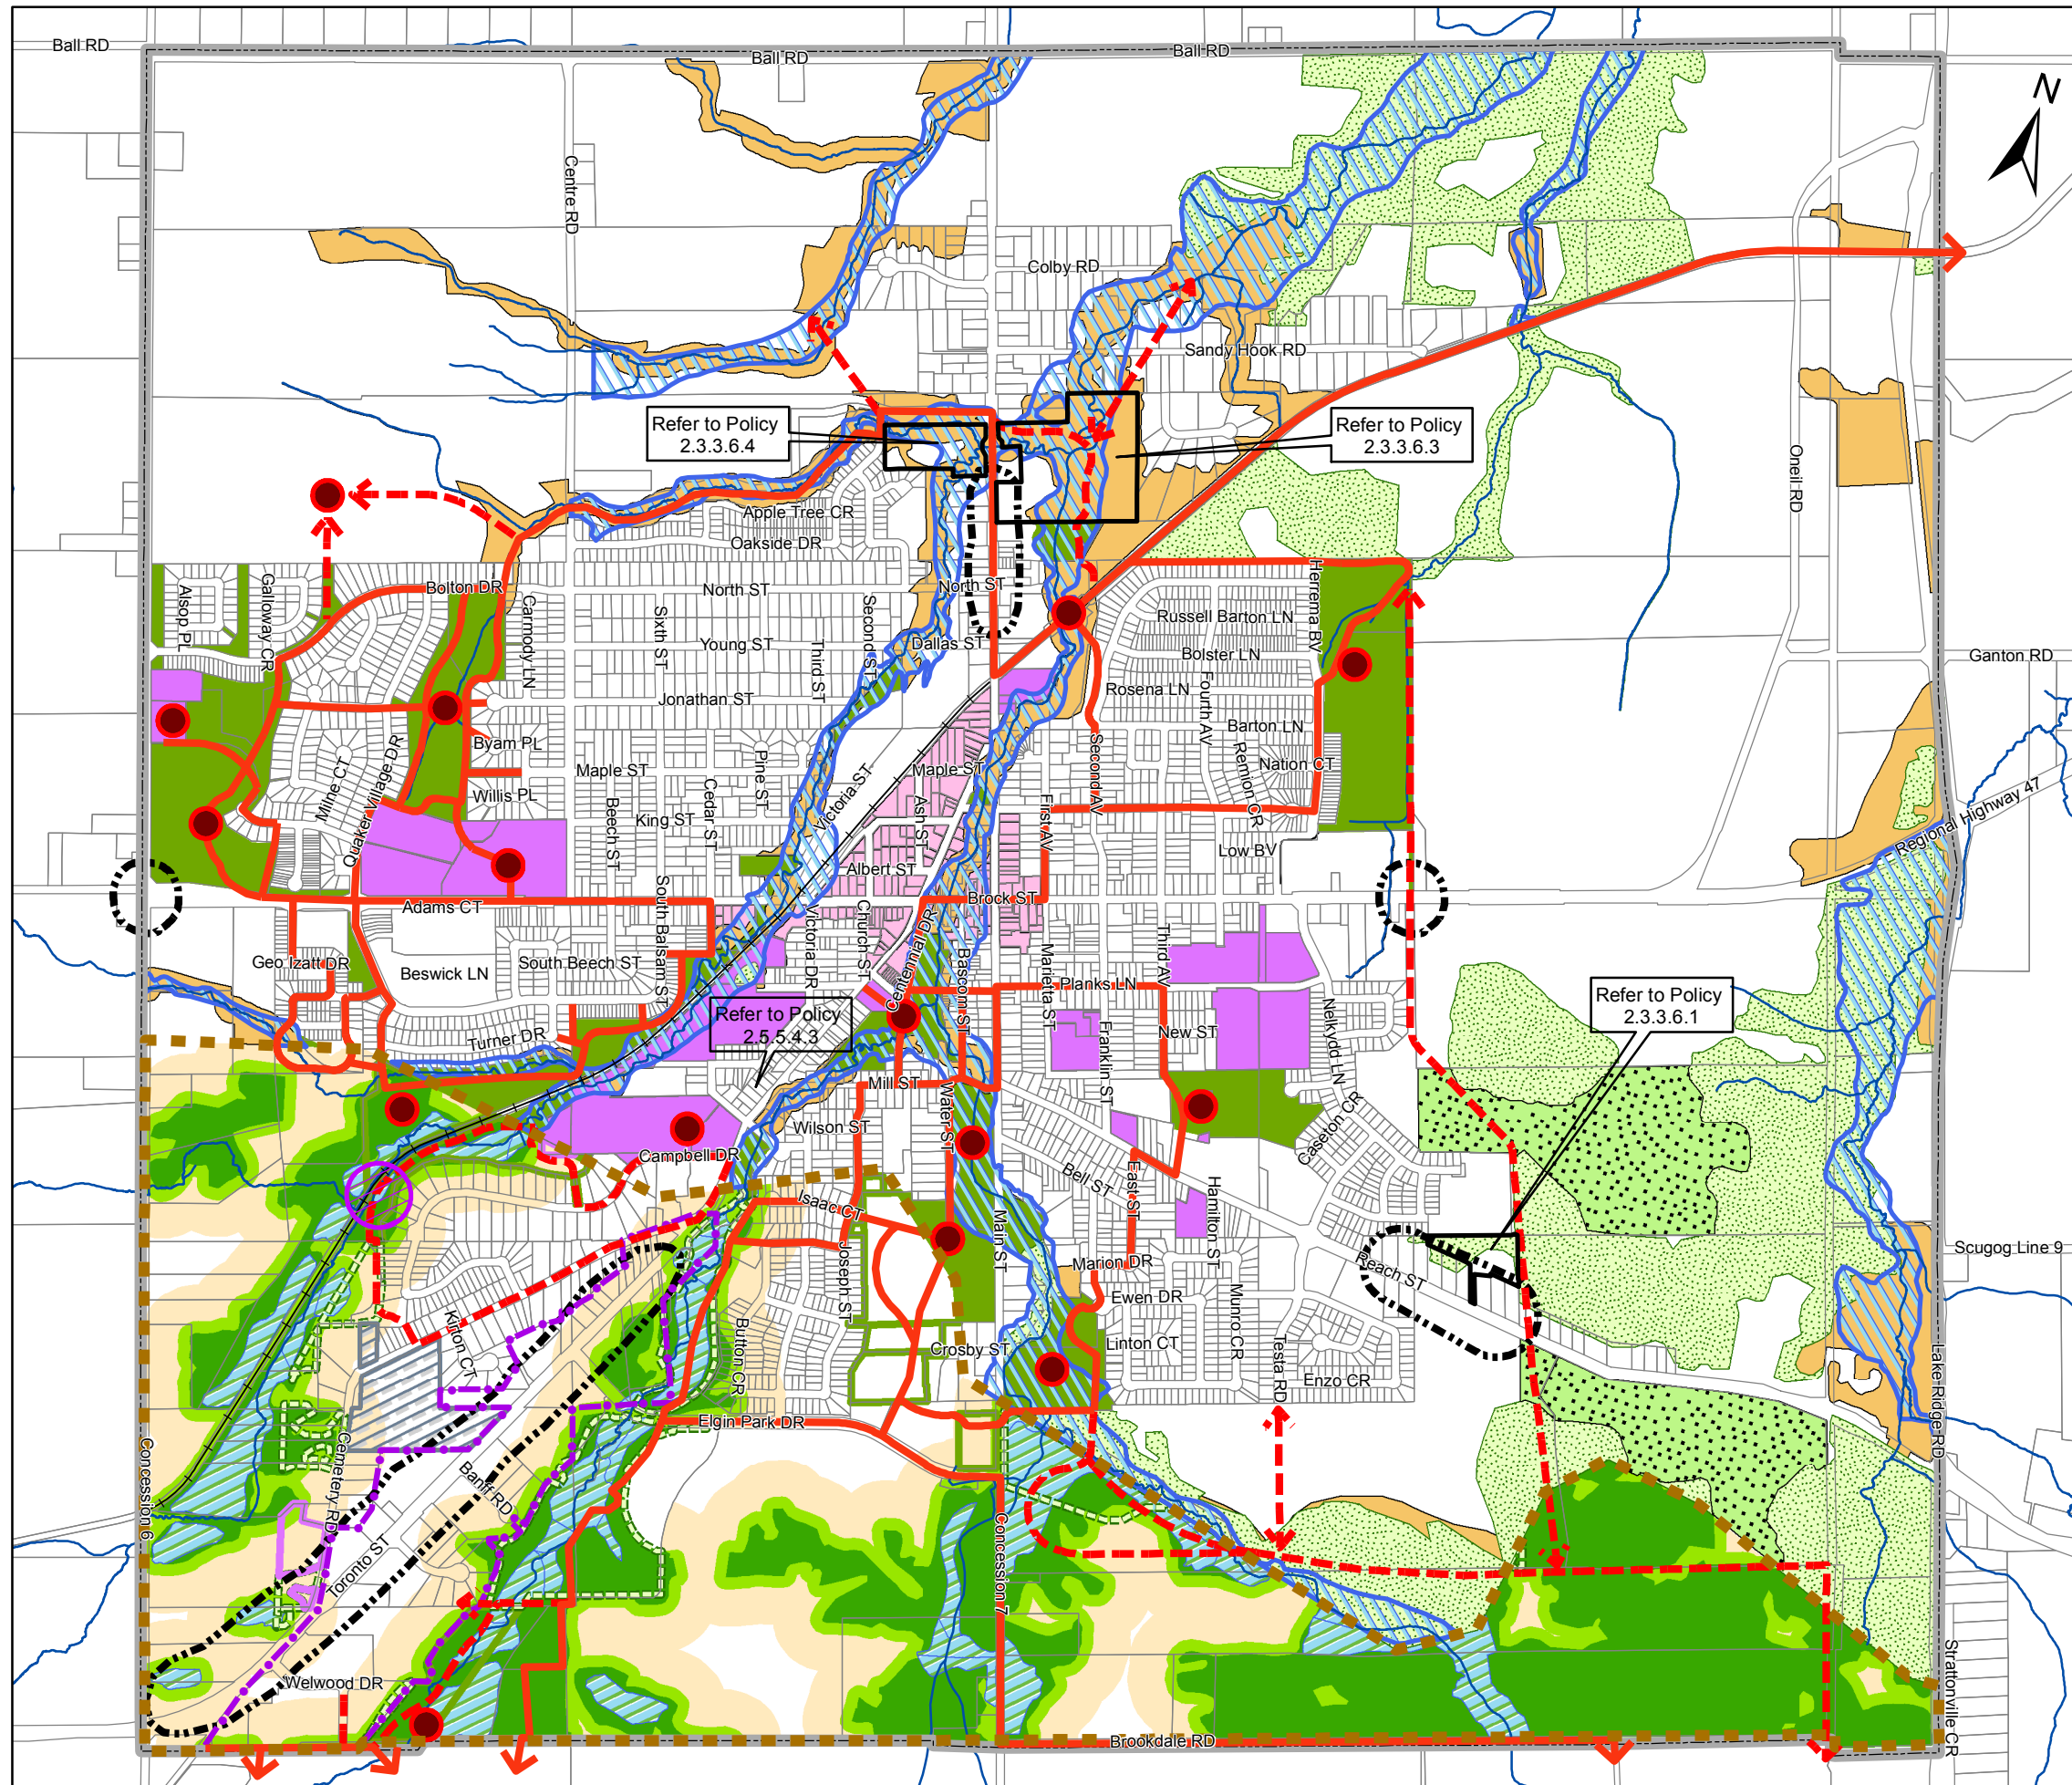 Ball RD
Ball RD
Ball RD
N
Centre RD
Colby RD
Sandy Hook RD
Refer to Policy
2.3.3.6.4
Refer to Policy
2.3.3.6.3
Oneil RD
Apple Tree CR
Oakside DR
Alsop PL
Galloway CR
Bolton DR
Carmody LN
North ST
North ST
Sixth ST
Second ST
Third ST
Young ST
Dallas ST
Jonathan ST
Herrema BV
Russell Barton LN
Bolster LN
Rosena LN
Fourth AV
Barton LN
Ganton RD
Byam PL
Milne CT
Quaker Village DR
Willis PL
Maple ST
Pine ST
Cedar ST
Beech ST
King ST
Victoria ST
Maple ST
Ash ST
Second AV
First AV
Remion CR
Nation CT
Low BV
Regional Highway 47
Albert ST
Adams CT
Brock ST
South Balsam ST
Victoria DR
Church ST
Centennial DR
Bascom ST
Marietta ST
Third AV
Geo Izatt DR
Beswick LN
South Beech ST
Planks LN
Refer to Policy
2.5.5.4.3
Refer to Policy
2.3.3.6.1
Turner DR
New ST
Franklin ST
Nelkydd LN
Mill ST
Water ST
Wilson ST
Campbell DR
Caseton CR
Bell ST
East ST
Hamilton ST
Isaac CT
Main ST
Joseph ST
Marion DR
Reach ST
Scugog Line 9
Ewen DR
Munro CR
Kirton CT
Button CR
Crosby ST
Linton CT
Testa RD
Enzo CR
Lake Ridge RD
Elgin Park DR
Concession 6
Cemetery RD
Banff RD
Toronto ST
Concession 7
Welwood DR
Brookdale RD
Strattonville CR